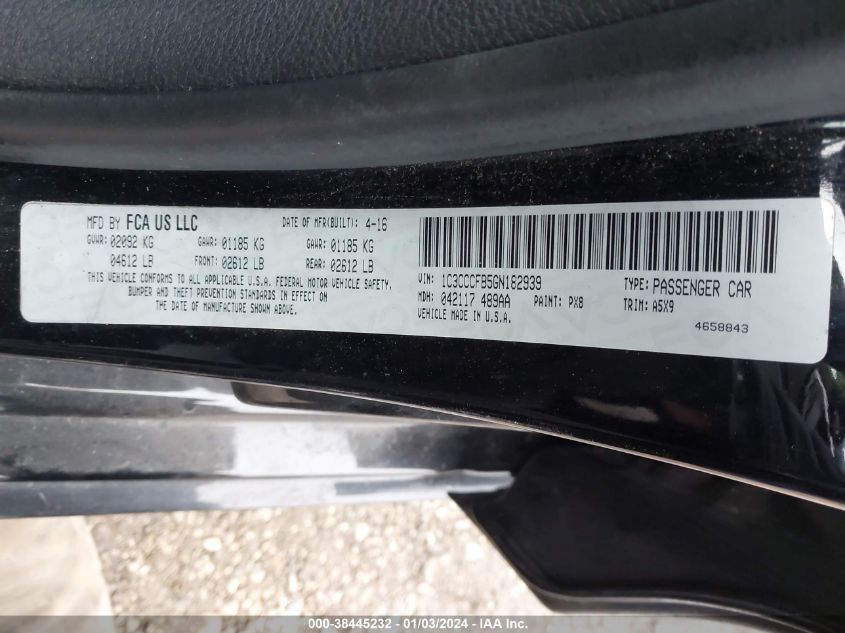 MFD BY FCA US LLC DATE OF MFR(BUILT): 4-16
GVWR: 02092 KG GAWR: 01185 KG GAWR: 01185 KG
04612 LB FRONT: 02612 LB REAR: 02612 LB
THIS VEHICLE CONFORMS TO ALL APPLICABLE U.S.A. FEDERAL MOTOR VEHICLE SAFETY,
BUMPER AND THEFT PREVENTION STANDARDS IN EFFECT ON
THE DATE OF MANUFACTURE SHOWN ABOVE.
VIN: 1C3CCCFB5GN182939 TYPE: PASSENGER CAR
MDH: 042117 489AA PAINT: PX8 TRIM: A5X9
VEHICLE MADE IN U.S.A.
4658843
000-38445232 - 01/03/2024 - IAA Inc.